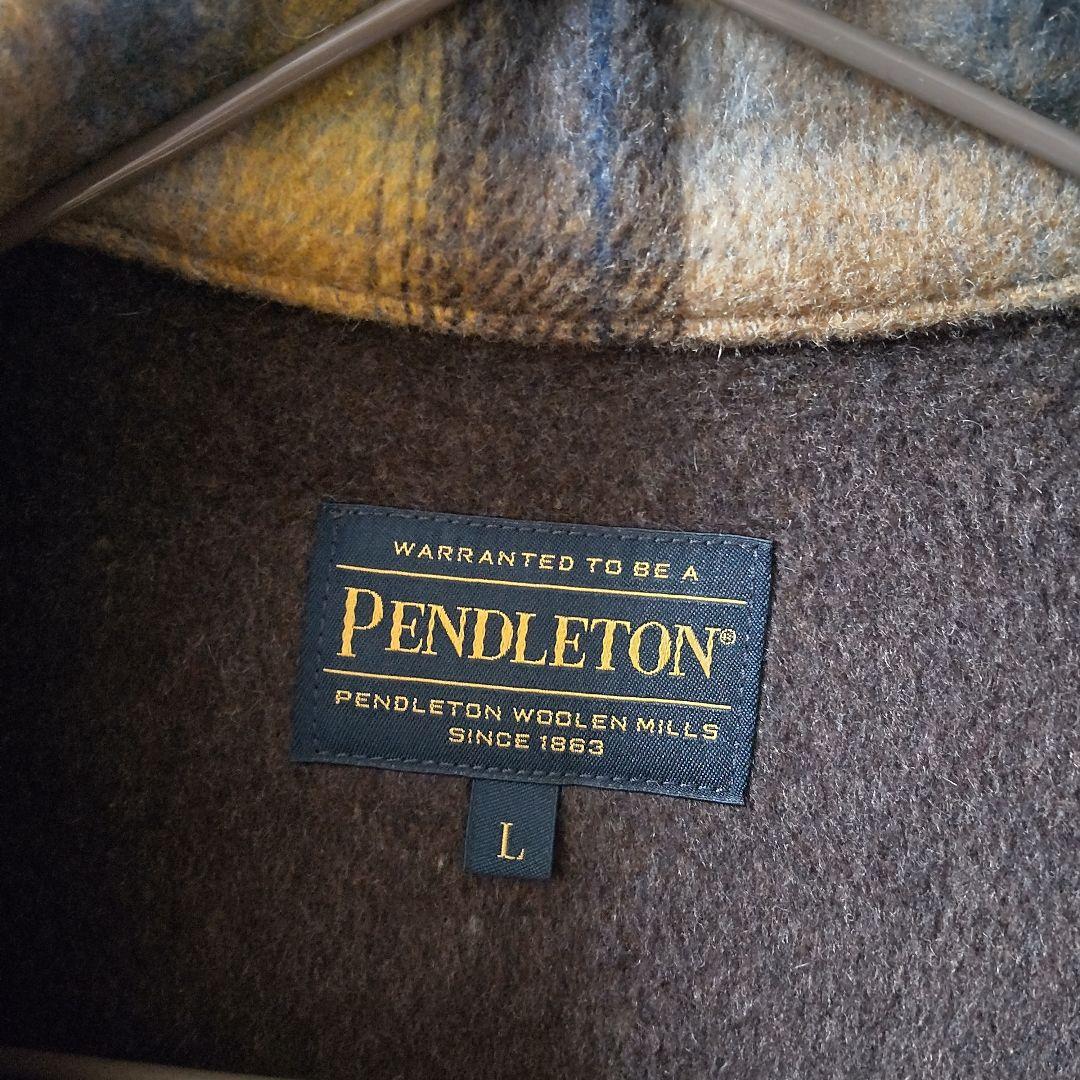 WARRANTED TO BE A
PENDLETON®
PENDLETON WOOLEN MILLS
SINCE 1863
L